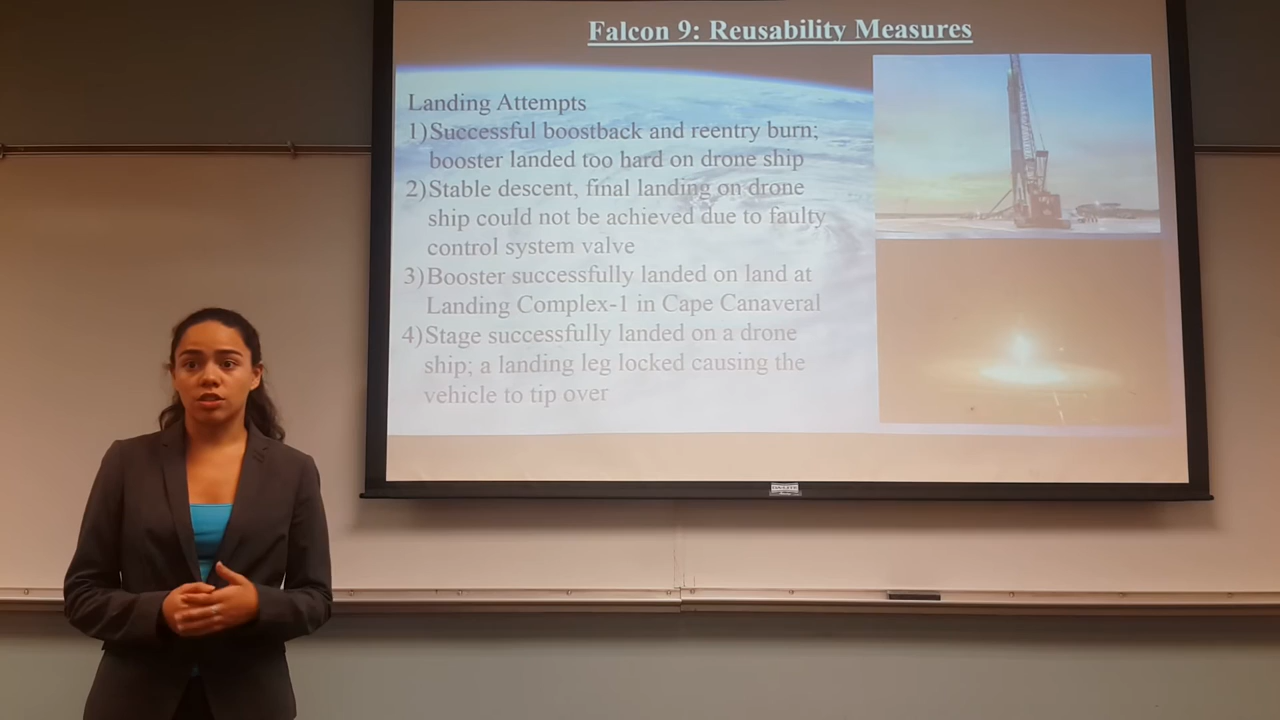 Falcon 9: Reusability Measures
Landing Attempts
1)Successful boostback and reentry burn;
booster landed too hard on drone ship
2)Stable descent, final landing on drone
ship could not be achieved due to faulty
control system valve
3)Booster successfully landed on land at
Landing Complex-1 in Cape Canaveral
4)Stage successfully landed on a drone
ship; a landing leg locked causing the
vehicle to tip over
DA-LITE